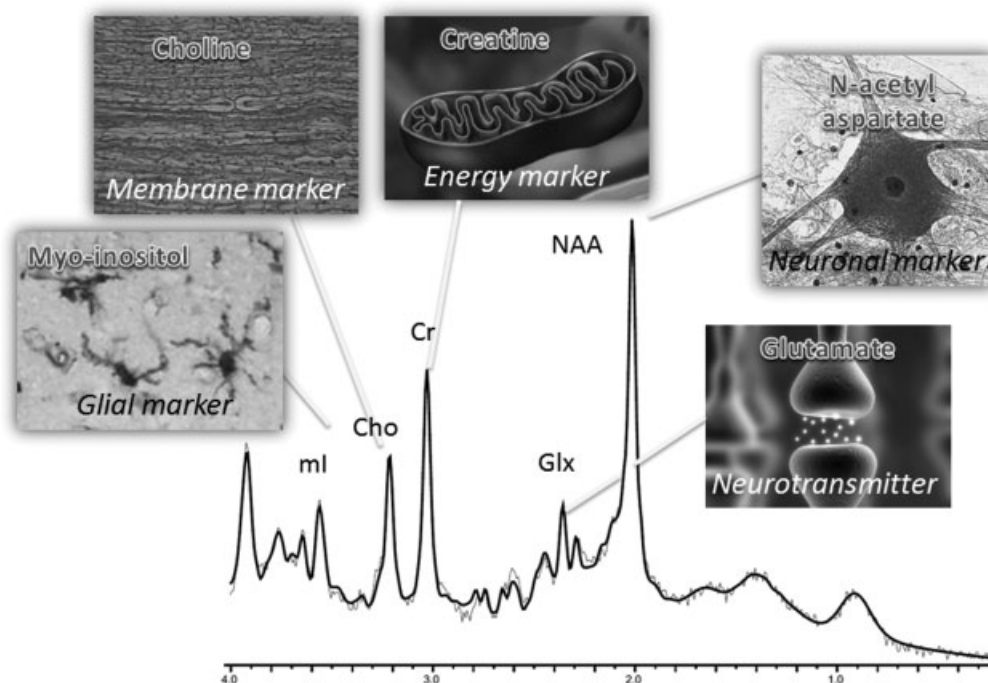 Choline
Membrane marker
Creatine
Energy marker
N-acetyl
aspartate
Neuronal marker
Myo-inositol
Glial marker
NAA
Cr
Cho
mI
Glx
Glutamate
Neurotransmitter
4.0 3.0 2.0 1.0